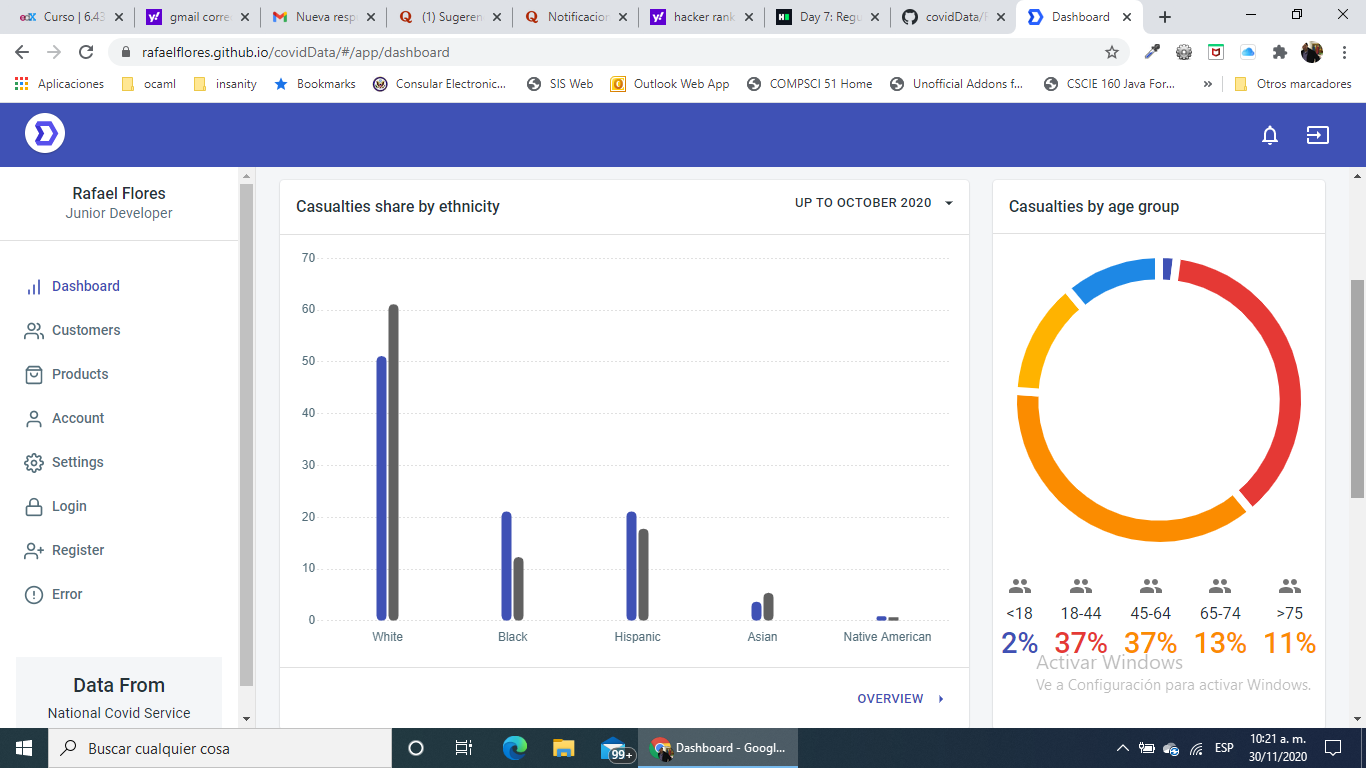 Curso | 6.43
gmail corre
Nueva resp
(1) Sugeren
Notificacion
hacker rank
Day 7: Regu
covidData/F
Dashboard
rafaelflores.github.io/covidData/#/app/dashboard
Aplicaciones
ocaml
insanity
Bookmarks
Consular Electronic...
SIS Web
Outlook Web App
COMPSCI 51 Home
Unofficial Addons f...
CSCIE 160 Java For...
»
Otros marcadores
Rafael Flores
Junior Developer
Dashboard
Customers
Products
Account
Settings
Login
Register
Error
Data From
National Covid Service
Casualties share by ethnicity
UP TO OCTOBER 2020
70
60
50
40
30
20
10
0
White Black Hispanic Asian Native American
OVERVIEW
Casualties by age group
<18 18-44 45-64 65-74 >75
2% 37% 37% 13% 11%
Activar Windows
Ve a Configuración para activar Windows.
Buscar cualquier cosa
99+
Dashboard - Googl...
ESP
10:21 a. m.
30/11/2020